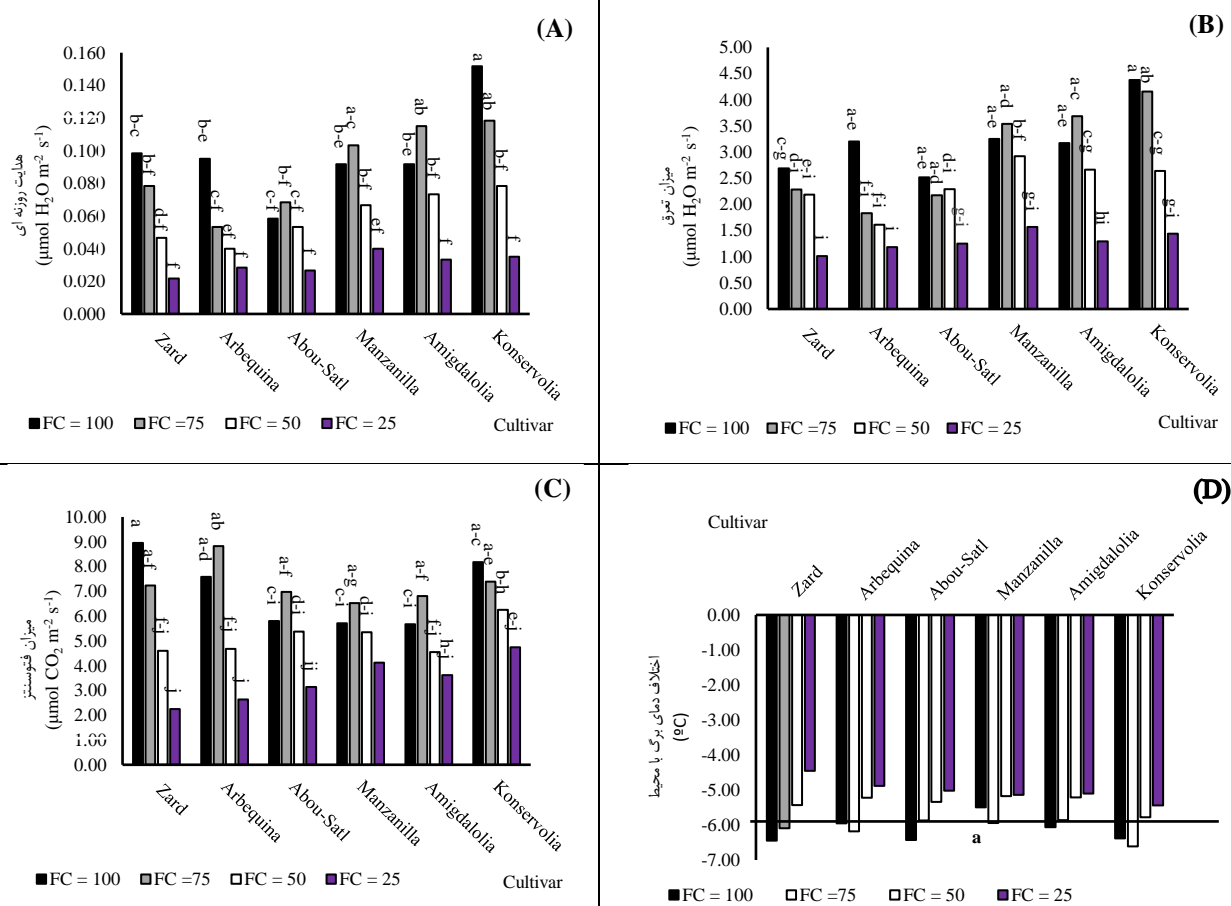 (A)
هدایت روزنه ای
(µmol H2O m-2 s-1)
0.160
0.140
0.120
0.100
0.080
0.060
0.040
0.020
0.000
b-c
b-f
d-f
f
b-e
c-f
ef
f
c-f
b-f
c-f
f
b-e
a-c
b-f
ef
b-e
ab
b-f
f
a
ab
b-f
f
Zard
Arbequina
Abou-Satl
Manzanilla
Amigdalolia
Konservolia
FC = 100 FC =75 FC = 50 FC = 25
Cultivar
(B)
میزان تعرق
(µmol H2O m-2 s-1)
5.00
4.50
4.00
3.50
3.00
2.50
2.00
1.50
1.00
0.50
0.00
c-g
d-i
e-i
i
a-e
f-i
f-i
i
a-e
a-d
d-i
g-i
a-e
a-d
b-f
g-i
a-e
a-c
c-g
hi
a
ab
c-g
g-i
Zard
Arbequina
Abou-Satl
Manzanilla
Amigdalolia
Konservolia
FC = 100 FC =75 FC = 50 FC = 25
Cultivar
(C)
میزان فتوسنتز
(µmol CO2 m-2 s-1)
10.00
9.00
8.00
7.00
6.00
5.00
4.00
3.00
2.00
1.00
0.00
a
a-f
f-j
j
a-d
ab
f-j
j
c-i
a-f
d-i
ij
c-i
a-g
d-i
c-i
a-f
f-j
h-j
a-c
a-e
b-h
e-j
Zard
Arbequina
Abou-Satl
Manzanilla
Amigdalolia
Konservolia
FC = 100 FC =75 FC = 50 FC = 25
Cultivar
(D)
Cultivar
Zard
Arbequina
Abou-Satl
Manzanilla
Amigdalolia
Konservolia
اختلاف دمای برگ با محیط
(ºC)
0.00
-1.00
-2.00
-3.00
-4.00
-5.00
-6.00
-7.00
a
FC = 100 FC =75 FC = 50 FC = 25